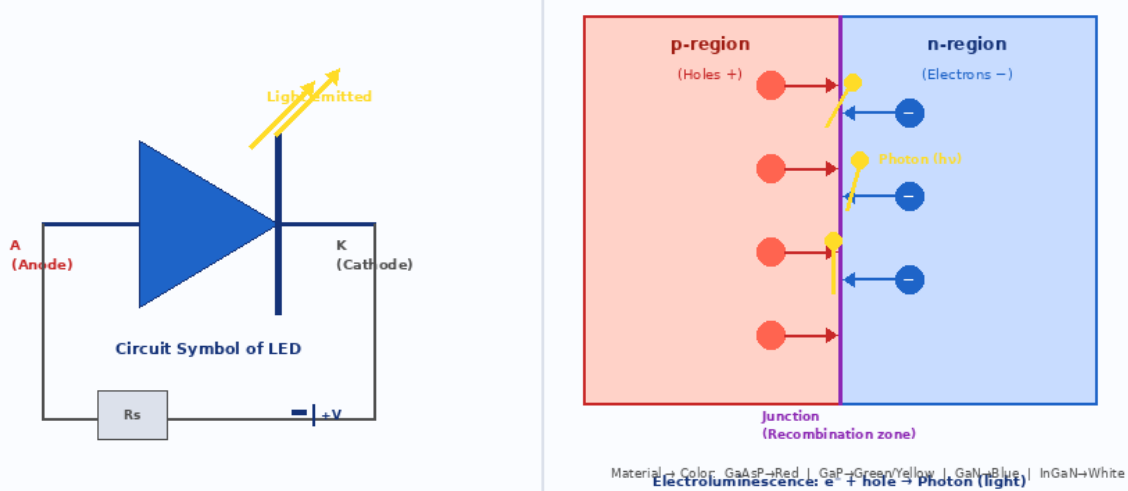 Light emitted
A
(Anode)
K
(Cathode)
Circuit Symbol of LED
Rs
+V
p-region
(Holes +)
n-region
(Electrons −)
−
Photon (hν)
−
−
Junction
(Recombination zone)
Material → Color: GaAsP→Red | GaP→Green/Yellow | GaN→Blue | InGaN→White
Electroluminescence: e⁻ + hole → Photon (light)